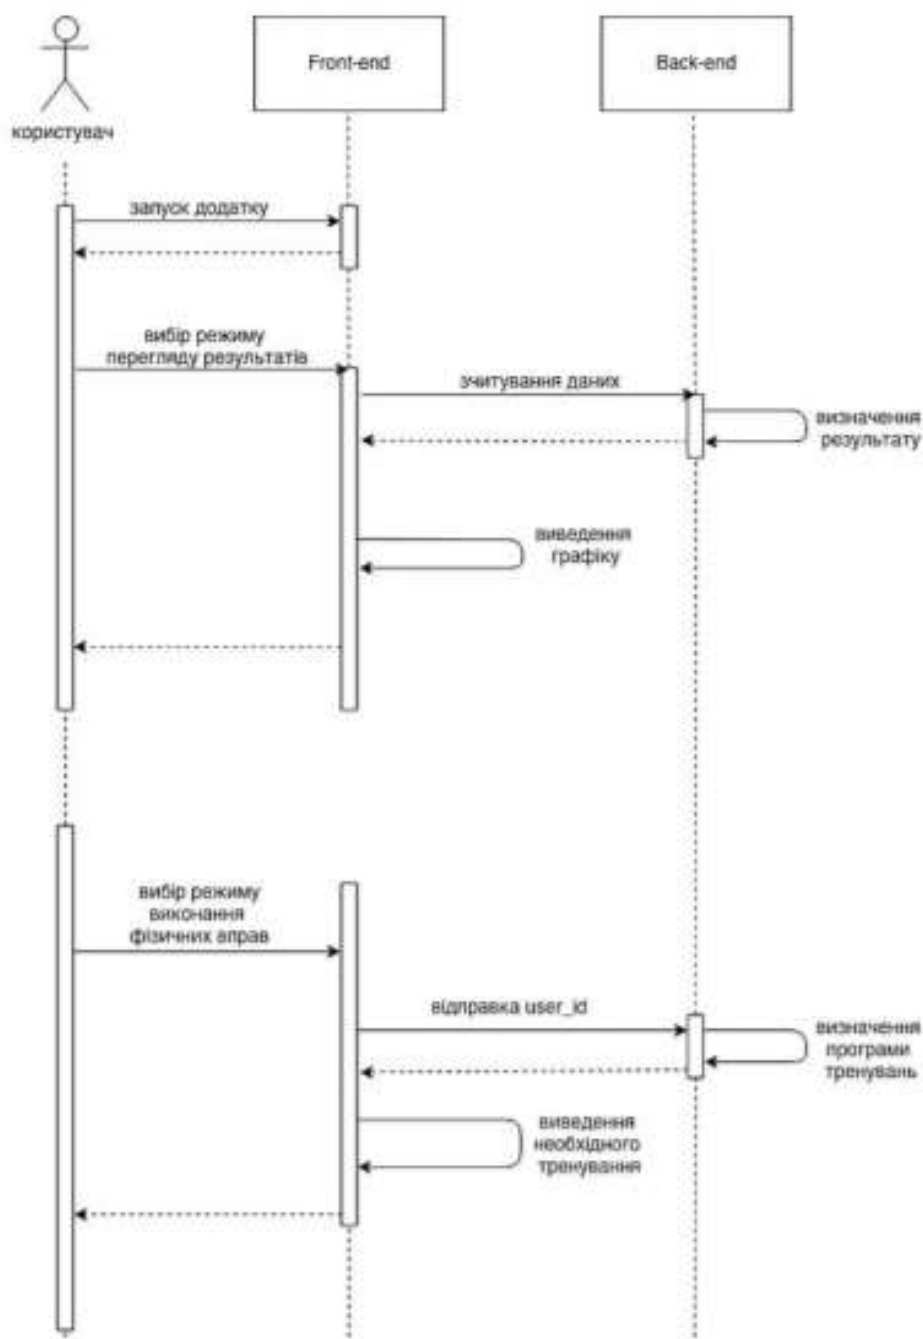 Front-end
Back-end
користувач
запуск додатку
вибір режиму
перегляду результатів
зчитування даних
визначення
результату
виведення
графіку
вибір режиму
виконання
фізичних вправ
відправка user_id
визначення
програми
тренувань
виведення
необхідного
тренування